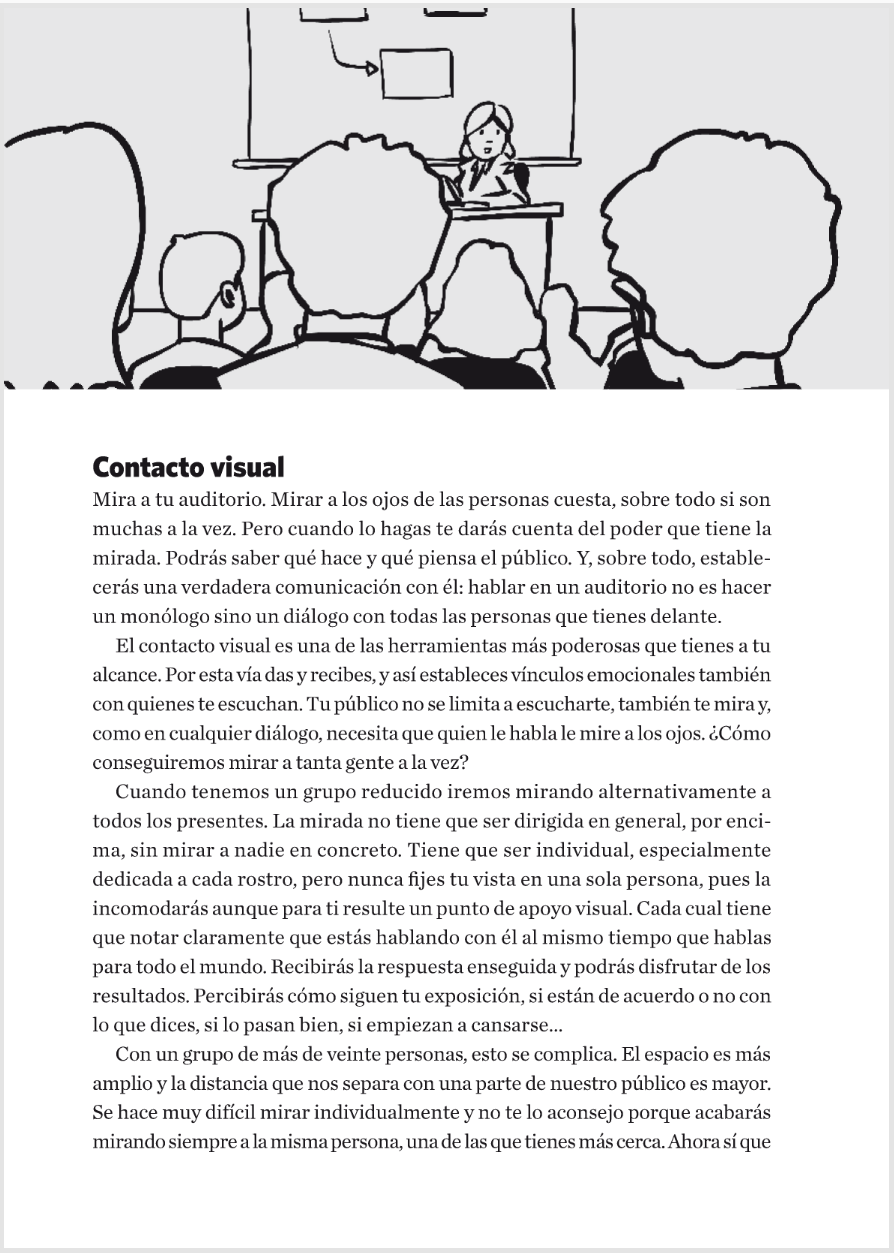 Contacto visual
Mira a tu auditorio. Mirar a los ojos de las personas cuesta, sobre todo si son
muchas a la vez. Pero cuando lo hagas te darás cuenta del poder que tiene la
mirada. Podrás saber qué hace y qué piensa el público. Y, sobre todo, estable-
cerás una verdadera comunicación con él: hablar en un auditorio no es hacer
un monólogo sino un diálogo con todas las personas que tienes delante.
El contacto visual es una de las herramientas más poderosas que tienes a tu
alcance. Por esta vía das y recibes, y así estableces vínculos emocionales también
con quienes te escuchan. Tu público no se limita a escucharte, también te mira y,
como en cualquier diálogo, necesita que quien le habla le mire a los ojos. ¿Cómo
conseguiremos mirar a tanta gente a la vez?
Cuando tenemos un grupo reducido iremos mirando alternativamente a
todos los presentes. La mirada no tiene que ser dirigida en general, por enci-
ma, sin mirar a nadie en concreto. Tiene que ser individual, especialmente
dedicada a cada rostro, pero nunca fijes tu vista en una sola persona, pues la
incomodarás aunque para ti resulte un punto de apoyo visual. Cada cual tiene
que notar claramente que estás hablando con él al mismo tiempo que hablas
para todo el mundo. Recibirás la respuesta enseguida y podrás disfrutar de los
resultados. Percibirás cómo siguen tu exposición, si están de acuerdo o no con
lo que dices, si lo pasan bien, si empiezan a cansarse...
Con un grupo de más de veinte personas, esto se complica. El espacio es más
amplio y la distancia que nos separa con una parte de nuestro público es mayor.
Se hace muy difícil mirar individualmente y no te lo aconsejo porque acabarás
mirando siempre a la misma persona, una de las que tienes más cerca. Ahora sí que